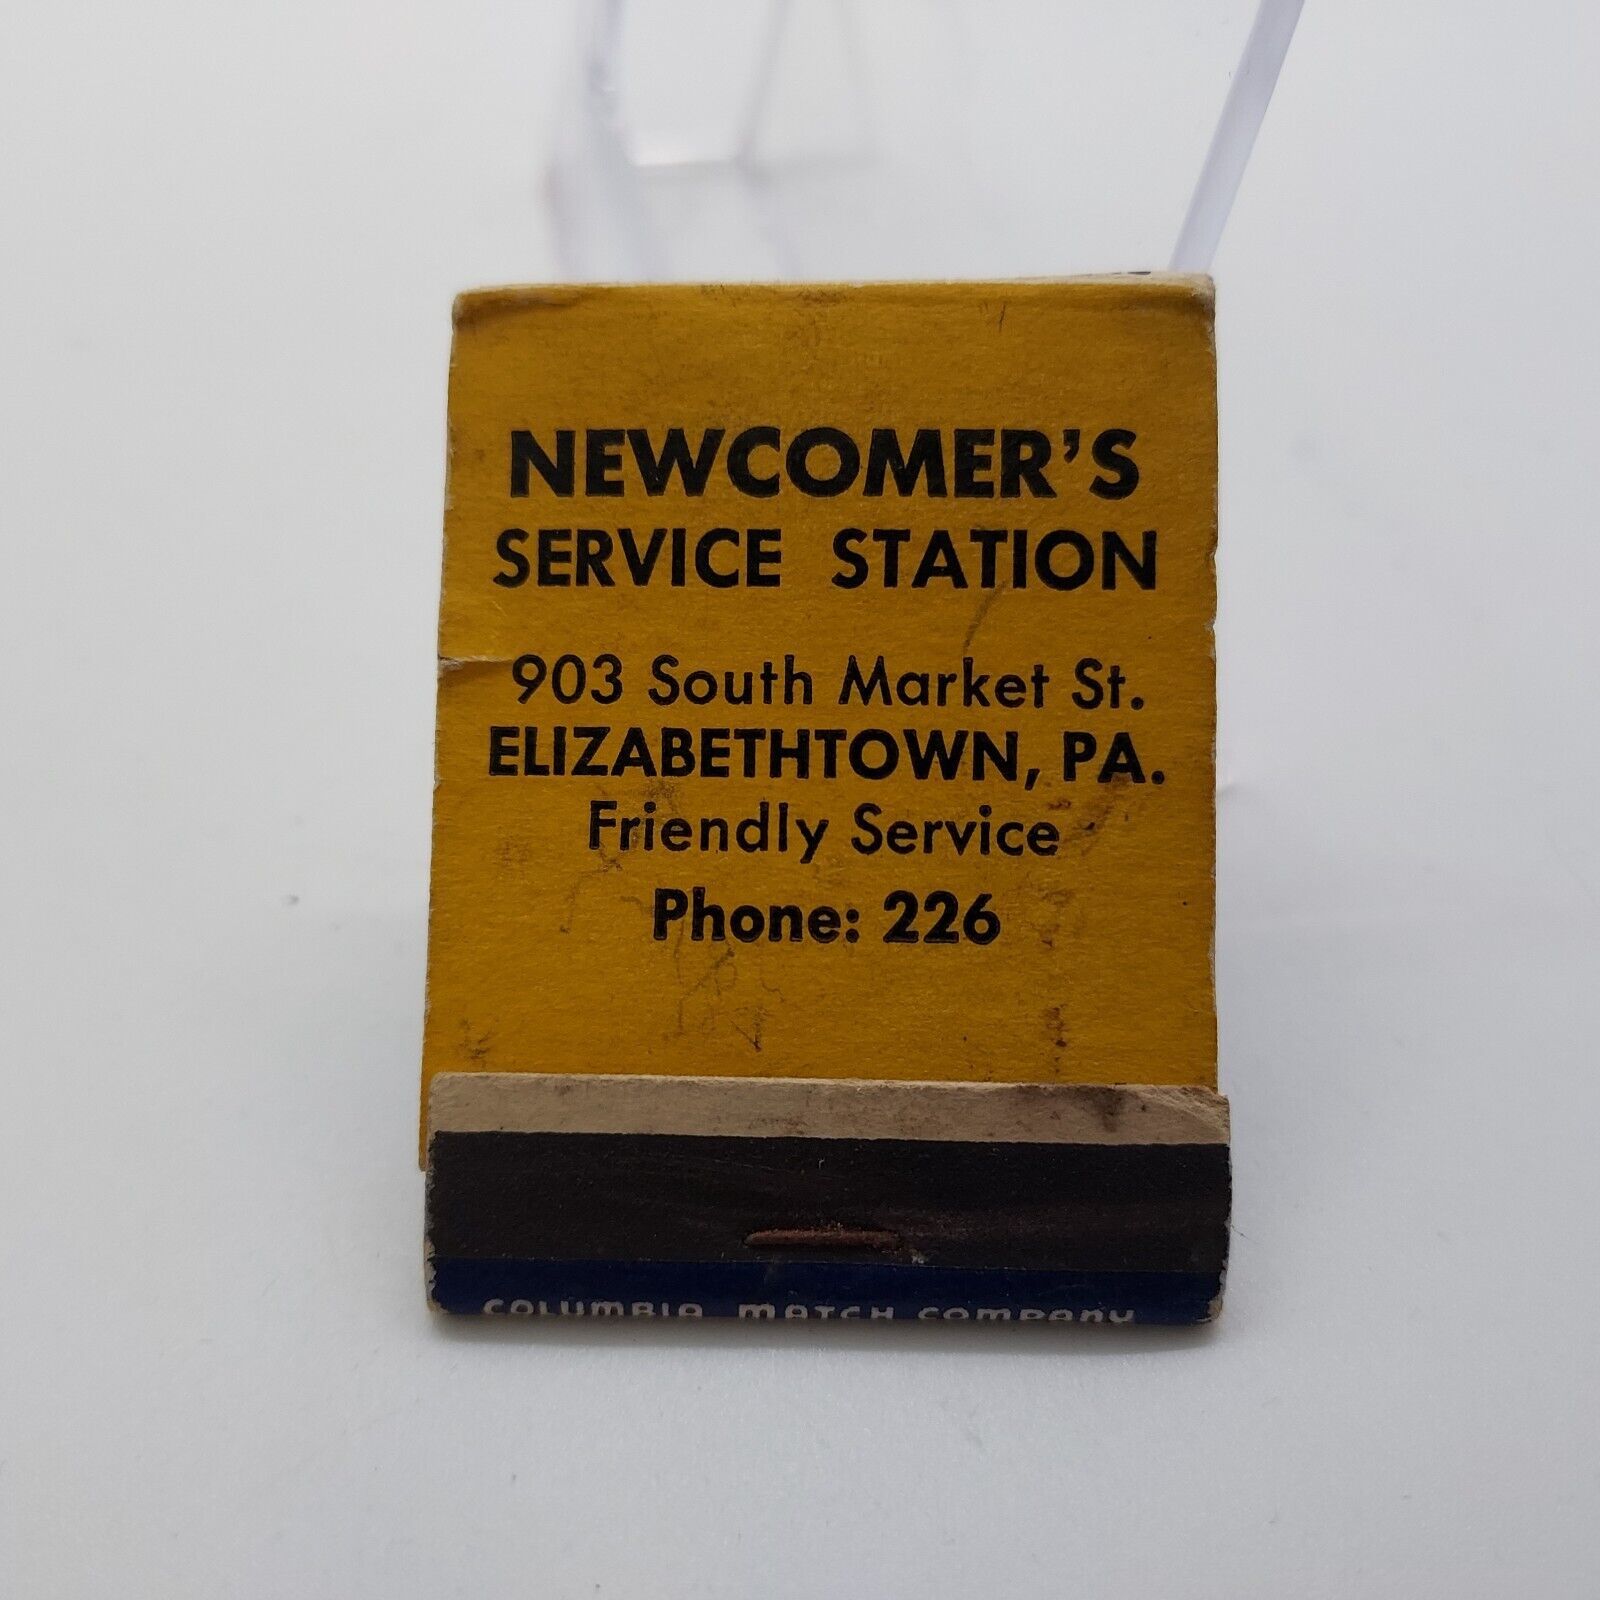 NEWCOMER'S
SERVICE STATION
903 South Market St.
ELIZABETHTOWN, PA.
Friendly Service
Phone: 226
COLUMBIA MATCH COMPANY